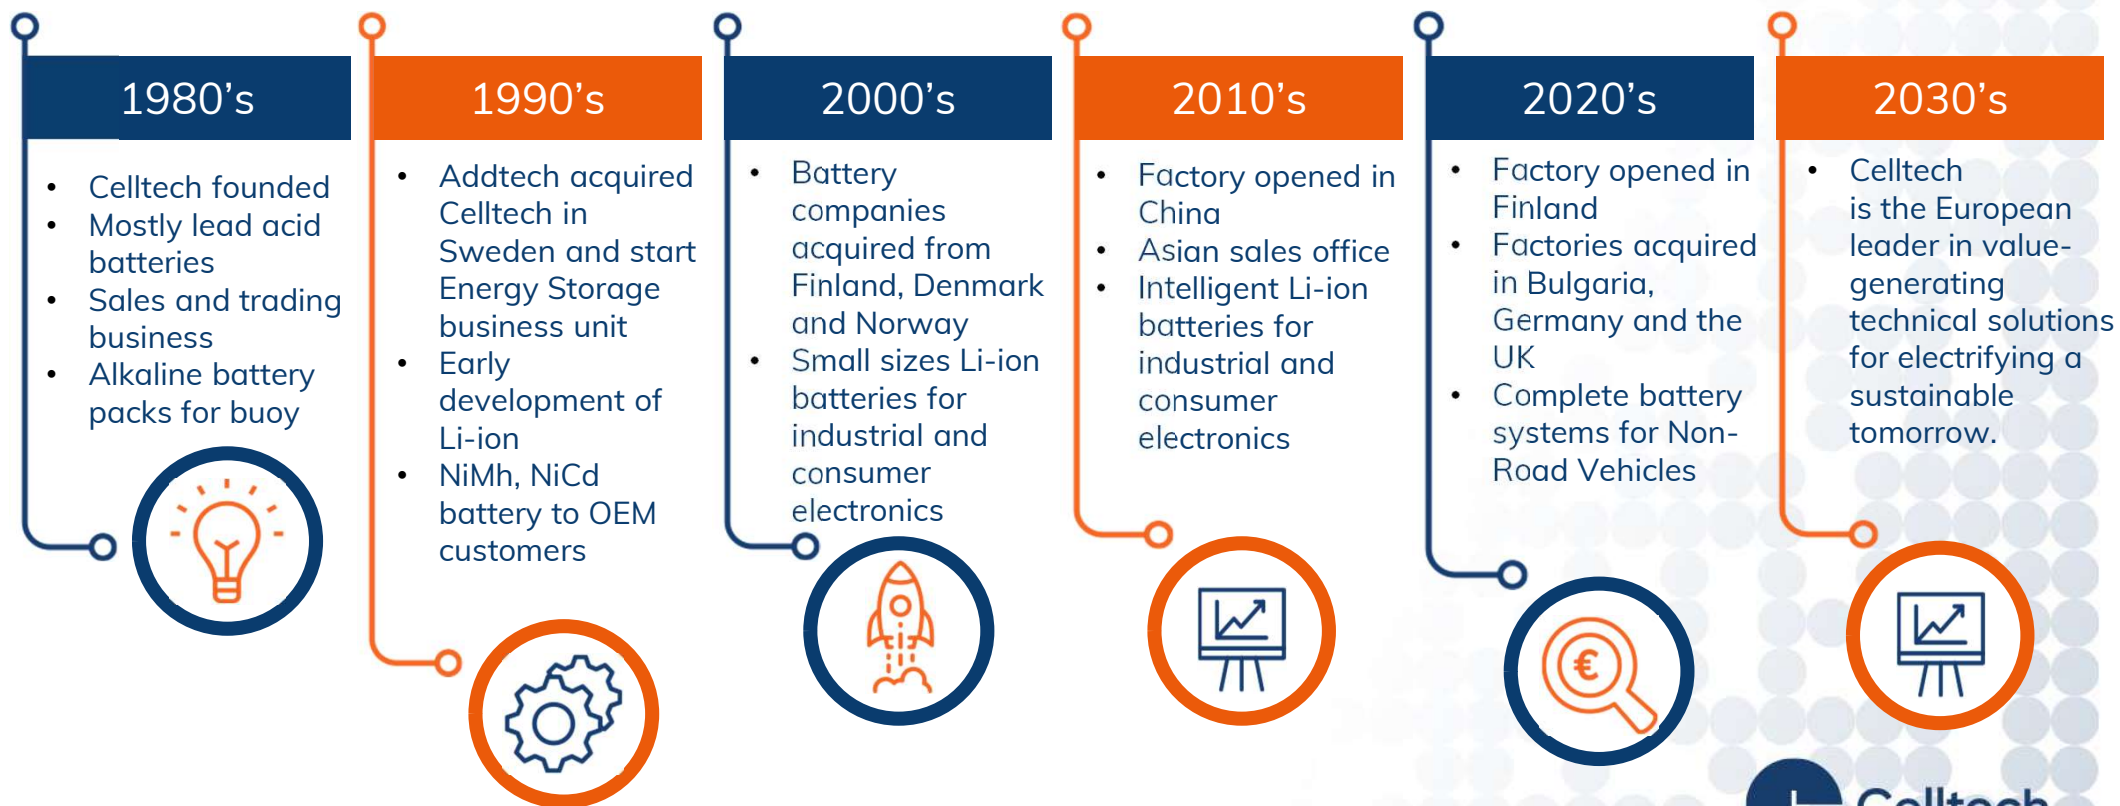 1980's
• Celltech founded
• Mostly lead acid
batteries
• Sales and trading
business
• Alkaline battery
packs for buoy
1990's
• Addtech acquired
Celltech in
Sweden and start
Energy Storage
business unit
• Early
development of
Li-ion
• NiMh, NiCd
battery to OEM
customers
2000's
• Battery
companies
acquired from
Finland, Denmark
and Norway
• Small sizes Li-ion
batteries for
industrial and
consumer
electronics
2010's
• Factory opened in
China
• Asian sales office
• Intelligent Li-ion
batteries for
industrial and
consumer
electronics
2020's
• Factory opened in
Finland
• Factories acquired
in Bulgaria,
Germany and the
UK
• Complete battery
systems for Non-
Road Vehicles
€
2030's
• Celltech
is the European
leader in value-
generating
technical solutions
for electrifying a
sustainable
tomorrow.
Celltech